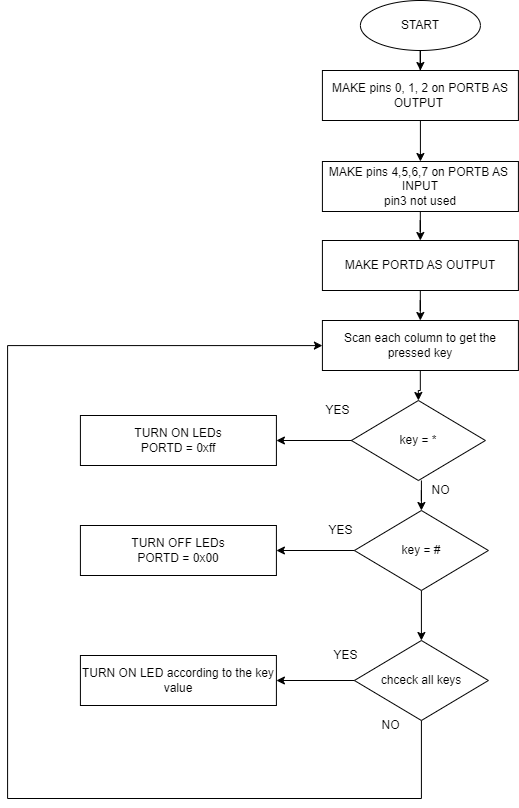 START
MAKE pins 0, 1, 2 on PORTB AS
OUTPUT
MAKE pins 4,5,6,7 on PORTB AS
INPUT
pin3 not used
MAKE PORTD AS OUTPUT
Scan each column to get the
pressed key
YES
TURN ON LEDs
PORTD = 0xff
key = *
NO
YES
TURN OFF LEDs
PORTD = 0x00
key = #
YES
TURN ON LED according to the key
value
chceck all keys
NO